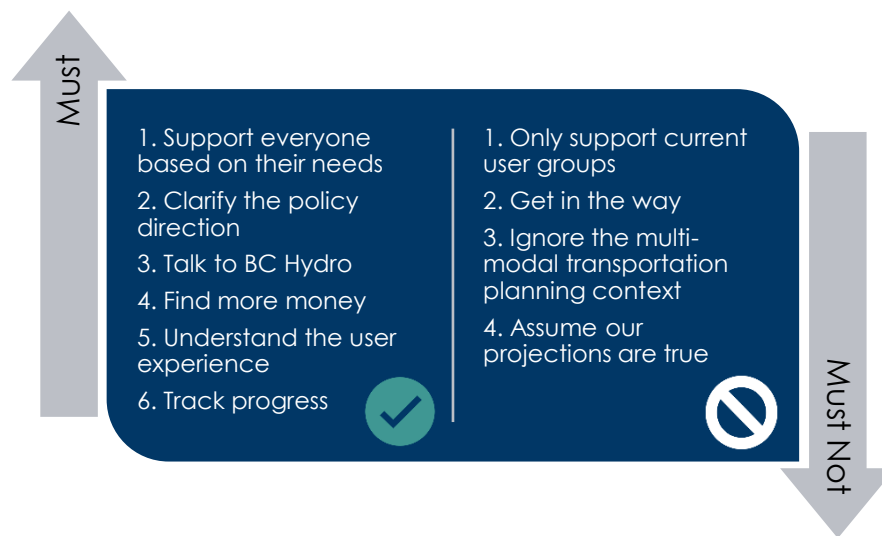 Must
1. Support everyone
based on their needs
2. Clarify the policy
direction
3. Talk to BC Hydro
4. Find more money
5. Understand the user
experience
6. Track progress
1. Only support current
user groups
2. Get in the way
3. Ignore the multi-
modal transportation
planning context
4. Assume our
projections are true
Must Not